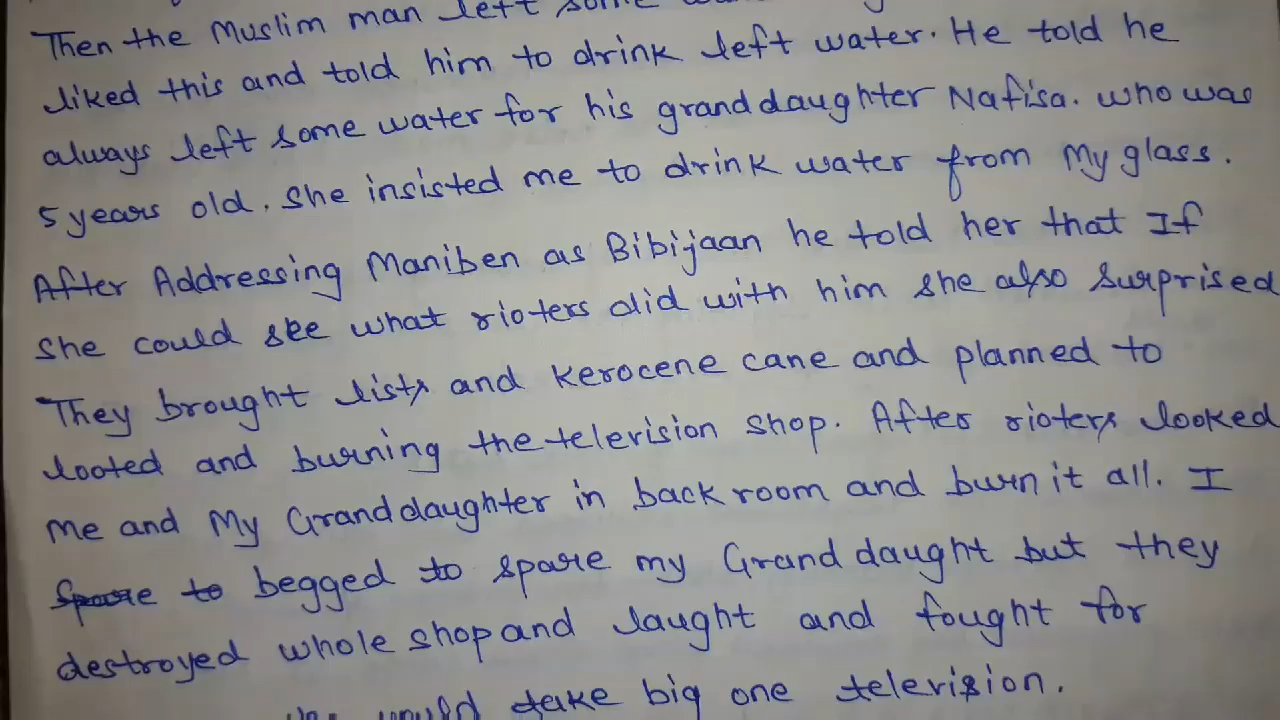 Then the Muslim man left some
liked this and told him to drink left water. He told he
always left some water for his granddaughter Nafisa. who was
5 years old. She insisted me to drink water from My glass.
After Addressing Maniben as Bibijaan he told her that If
she could see what rioters did with him she also surprised
They brought lists and kerocene cane and planned to
looted and burning the television shop. After rioters looked
me and My Granddaughter in back room and burn it all. I
spare to begged to spare my Grand daught but they
destroyed whole shop and laught and fought for
would take big one television.